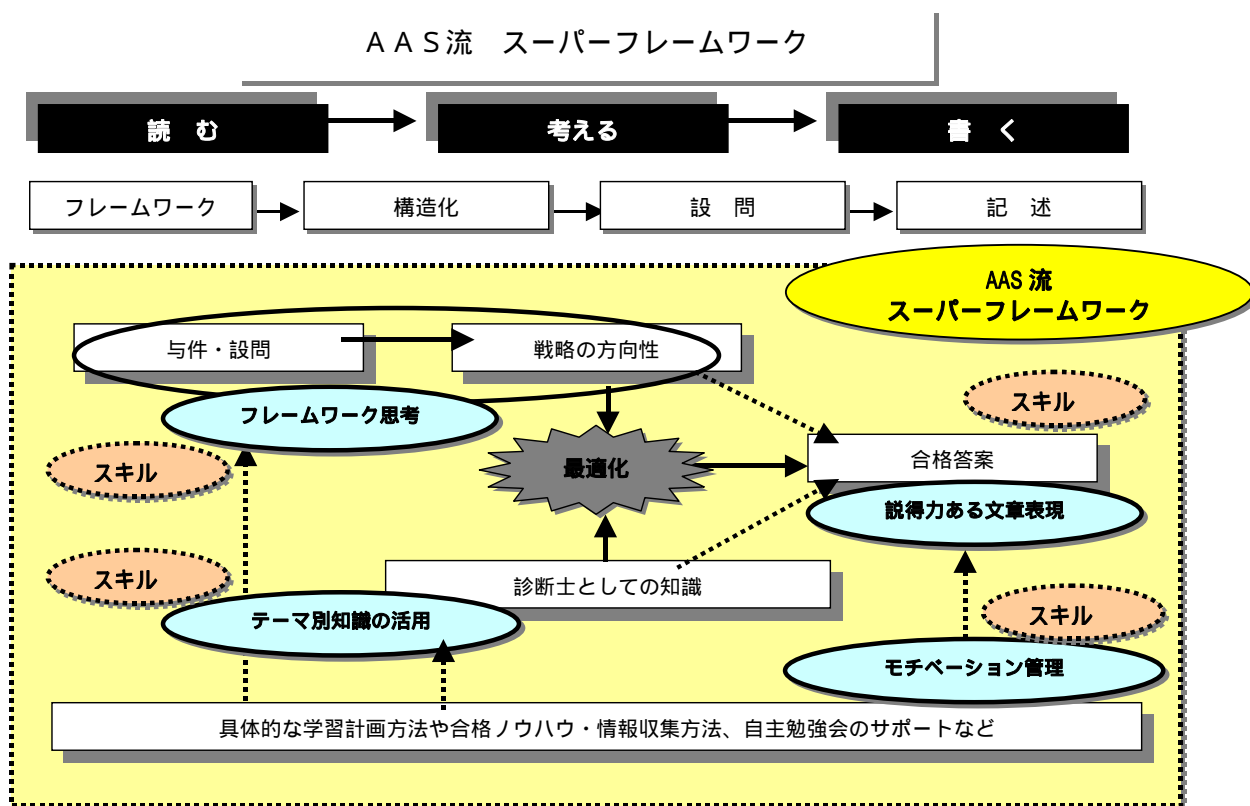 ＡＡＳ流　スーパーフレームワーク
読　む
考える
書　く
フレームワーク
構造化
設　問
記　述
AAS 流
スーパーフレームワーク
与件・設問
戦略の方向性
フレームワーク思考
スキル
スキル
最適化
合格答案
説得力ある文章表現
スキル
診断士としての知識
テーマ別知識の活用
スキル
モチベーション管理
具体的な学習計画方法や合格ノウハウ・情報収集方法、自主勉強会のサポートなど